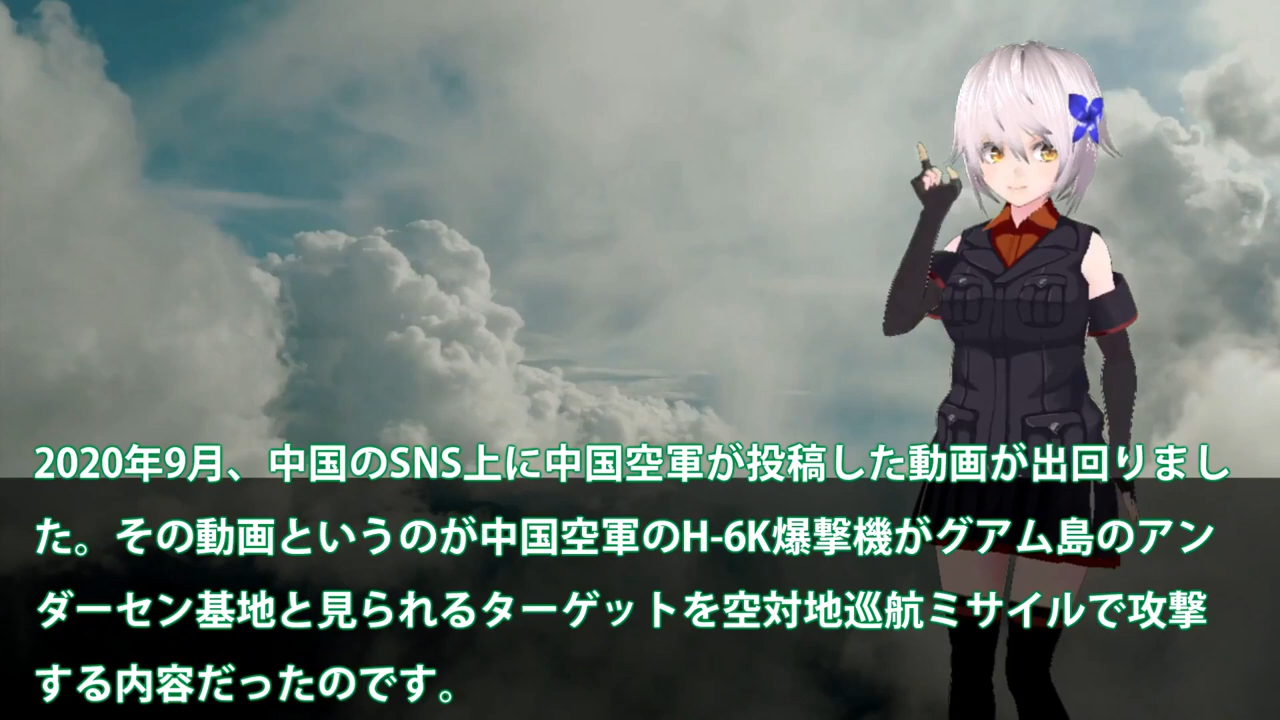 2020年9月、中国のSNS上に中国空軍が投稿した動画が出回りまし
た。その動画というのが中国空軍のH-6K爆撃機がグアム島のアン
ダーセン基地と見られるターゲットを空対地巡航ミサイルで攻撃
する内容だったのです。